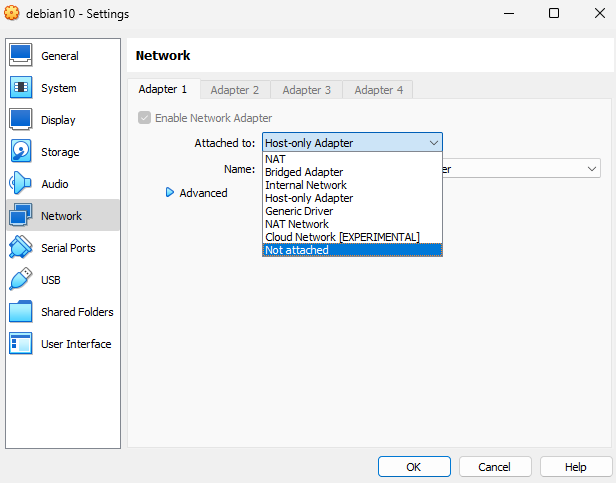 debian10 - Settings
General
System
Display
Storage
Audio
Network
Serial Ports
USB
Shared Folders
User Interface
Network
Adapter 1 Adapter 2 Adapter 3 Adapter 4
Enable Network Adapter
Attached to: Host-only Adapter
NAT
Bridged Adapter
Internal Network
Host-only Adapter
Generic Driver
NAT Network
Cloud Network [EXPERIMENTAL]
Not attached
Name:
Advanced
OK Cancel Help